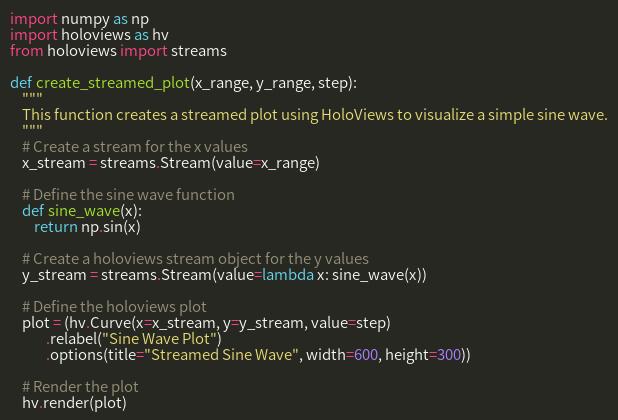 import numpy as np
import holoviews as hv
from holoviews import streams

def create_streamed_plot(x_range, y_range, step):
    """
    This function creates a streamed plot using HoloViews to visualize a simple sine wave.
    """
    # Create a stream for the x values
    x_stream = streams.Stream(value=x_range)

    # Define the sine wave function
    def sine_wave(x):
        return np.sin(x)

    # Create a holoviews stream object for the y values
    y_stream = streams.Stream(value=lambda x: sine_wave(x))

    # Define the holoviews plot
    plot = (hv.Curve(x=x_stream, y=y_stream, value=step)
            .relabel("Sine Wave Plot")
            .options(title="Streamed Sine Wave", width=600, height=300))

    # Render the plot
    hv.render(plot)